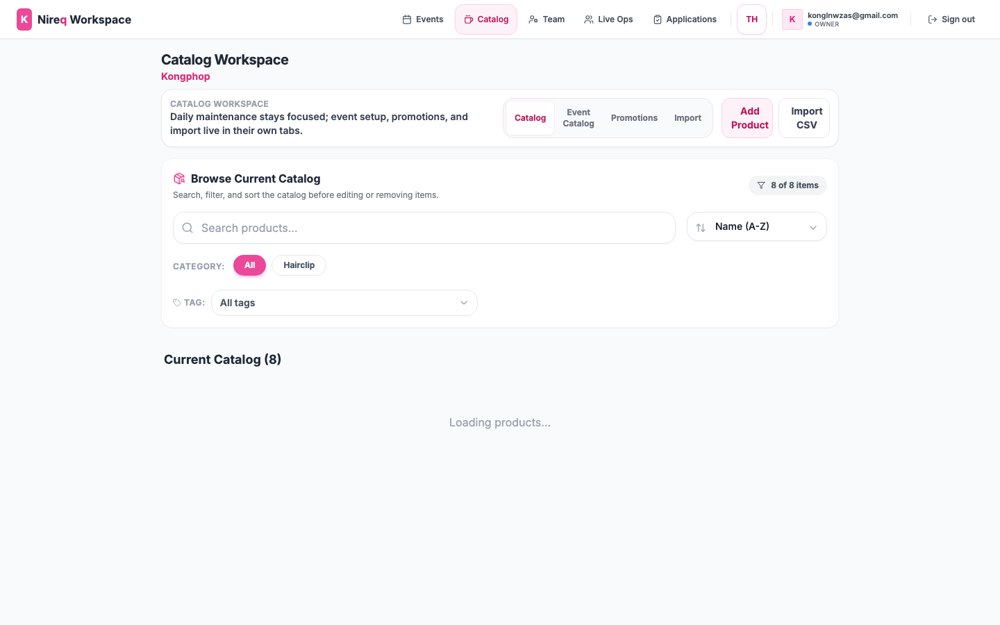 K Nireq Workspace
Events
Catalog
Team
Live Ops
Applications
TH
K
konglnwzas@gmail.com
OWNER
Sign out
Catalog Workspace
Kongphop
CATALOG WORKSPACE
Daily maintenance stays focused; event setup, promotions, and
import live in their own tabs.
Catalog
Event
Catalog
Promotions
Import
Add
Product
Import
CSV
Browse Current Catalog
Search, filter, and sort the catalog before editing or removing items.
8 of 8 items
Search products...
Name (A-Z)
CATEGORY:
All
Hairclip
TAG:
All tags
Current Catalog (8)
Loading products...